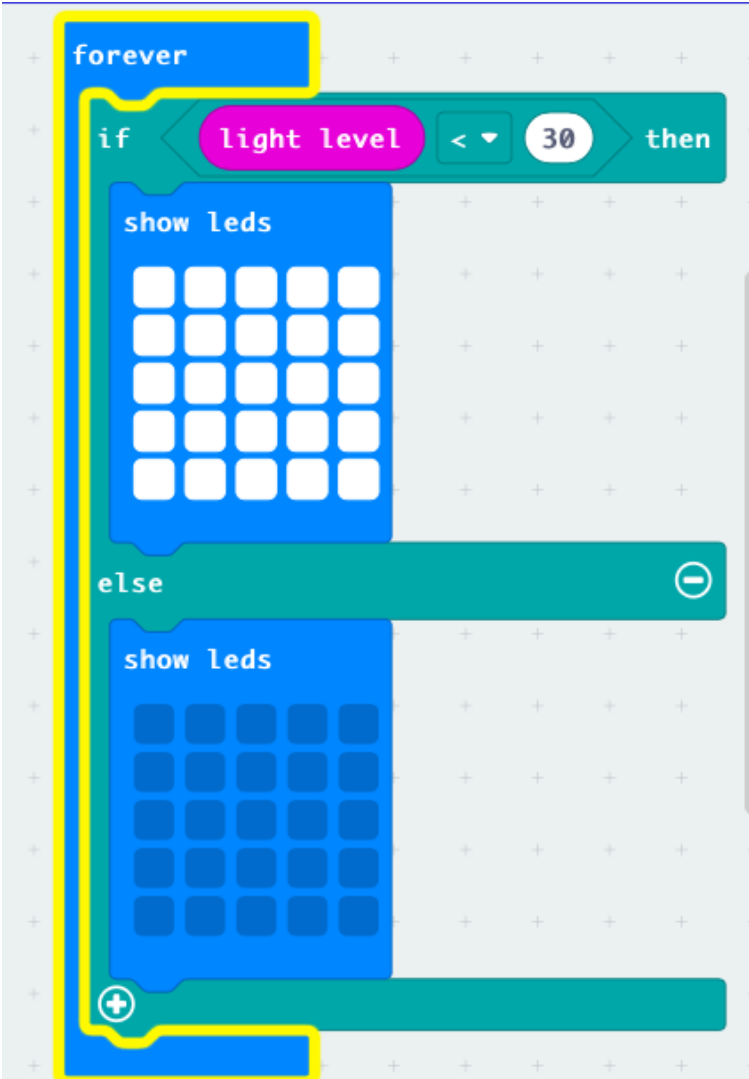 forever
if light level < 30 then
show leds
else
show leds